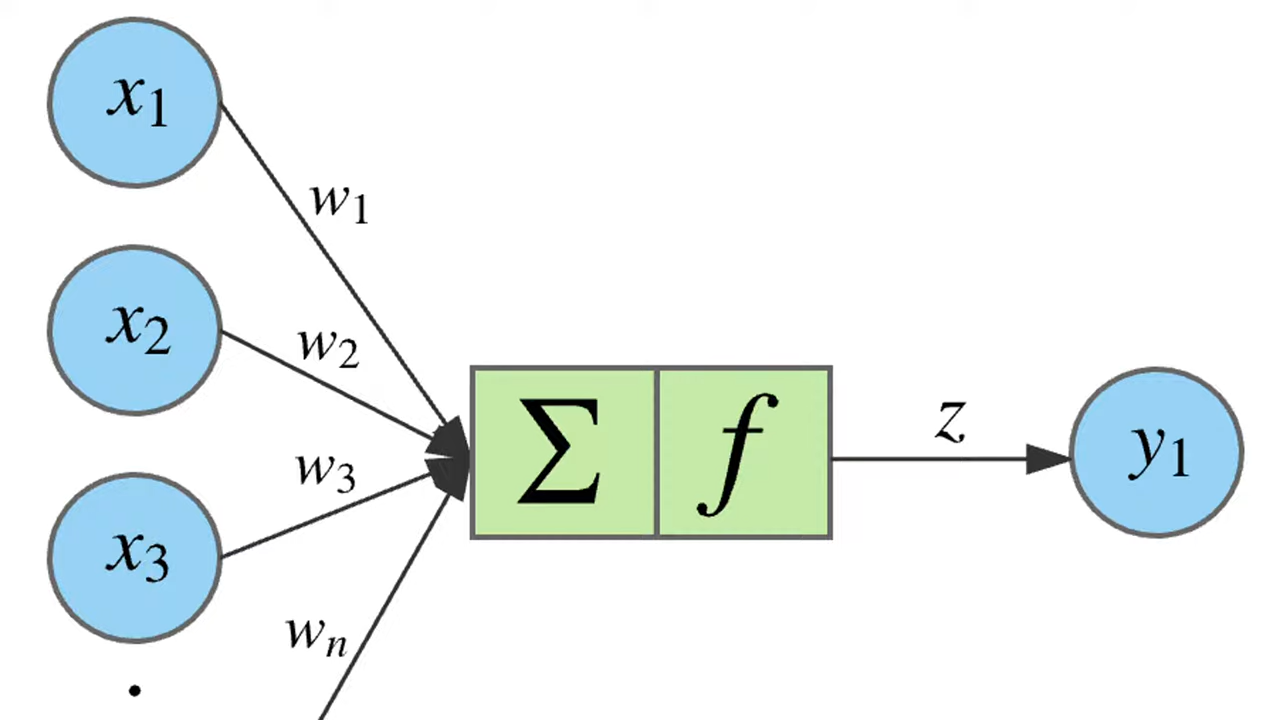 x₁
w₁
x₂
w₂
Σ f
z
y₁
w₃
x₃
wₙ